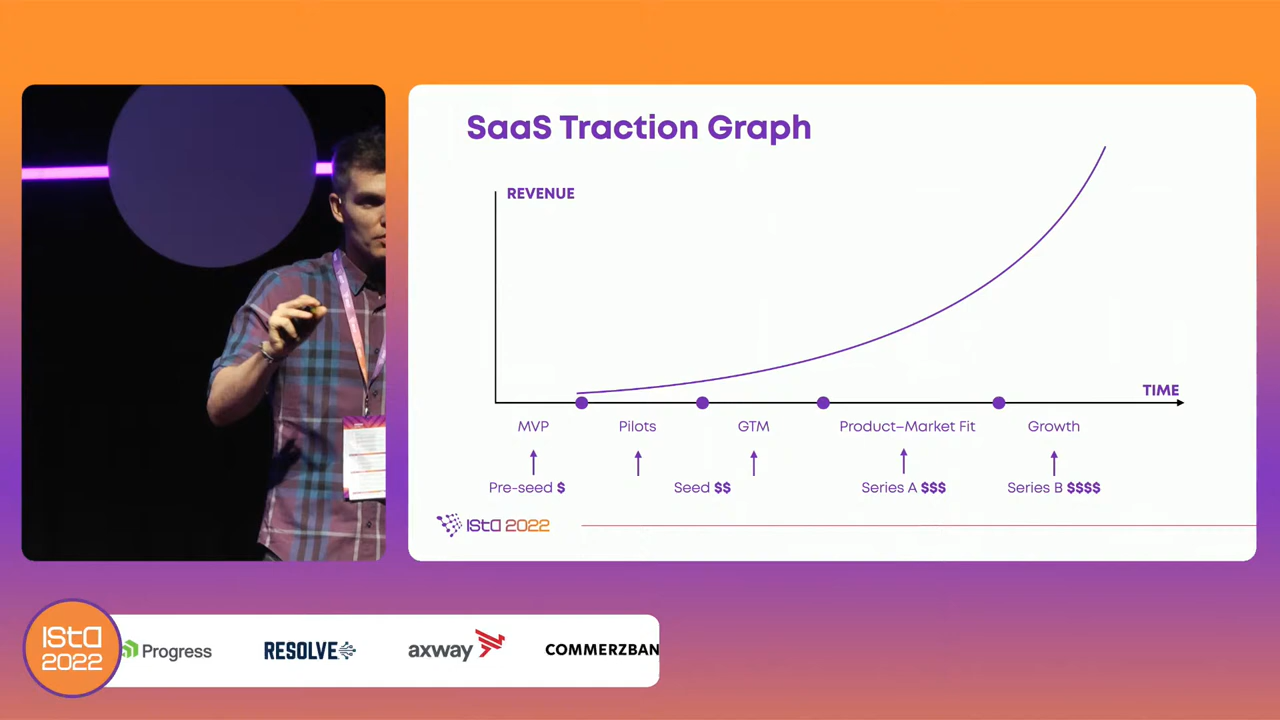 SaaS Traction Graph
REVENUE
TIME
MVP
Pilots
GTM
Product–Market Fit
Growth
Pre-seed $
Seed $$
Series A $$$
Series B $$$$
ISTA 2022
ISTA
2022
Progress
RESOLVE
axway
COMMERZBAN